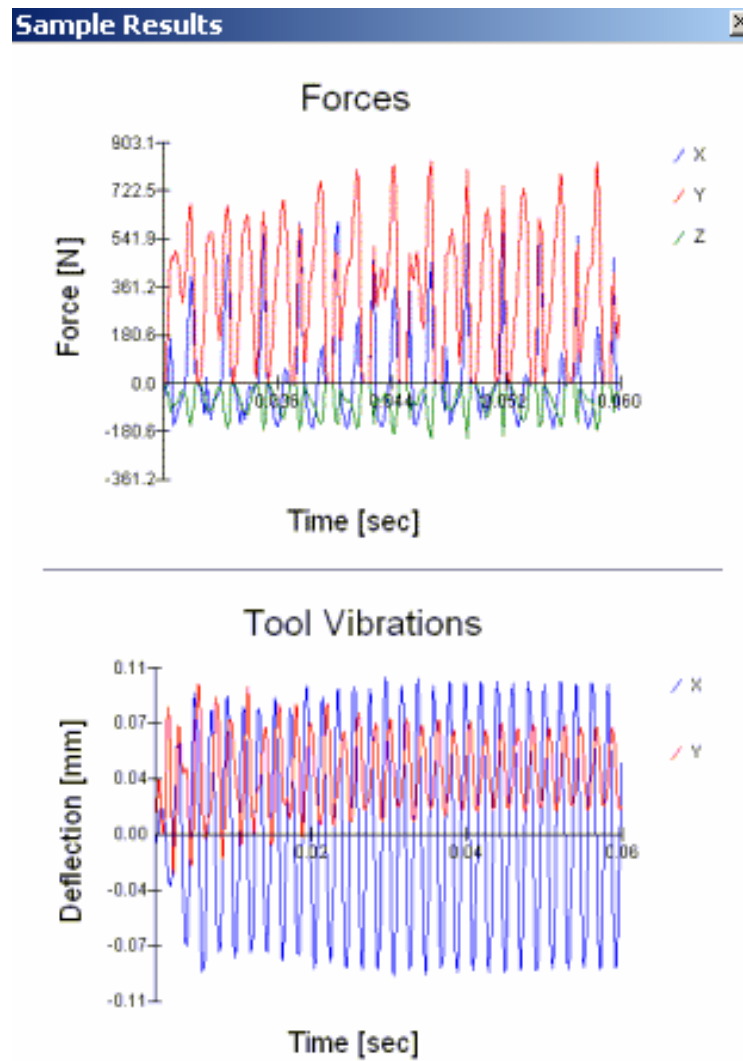 Sample Results
Forces
903.1
722.5
541.9
361.2
180.6
0.0
-180.6
-361.2
Force [N]
0.036
0.044
0.052
0.060
Time [sec]
X
Y
Z
Tool Vibrations
0.11
0.07
0.04
0.00
-0.04
-0.07
-0.11
Deflection [mm]
0.02
0.04
0.06
Time [sec]
X
Y